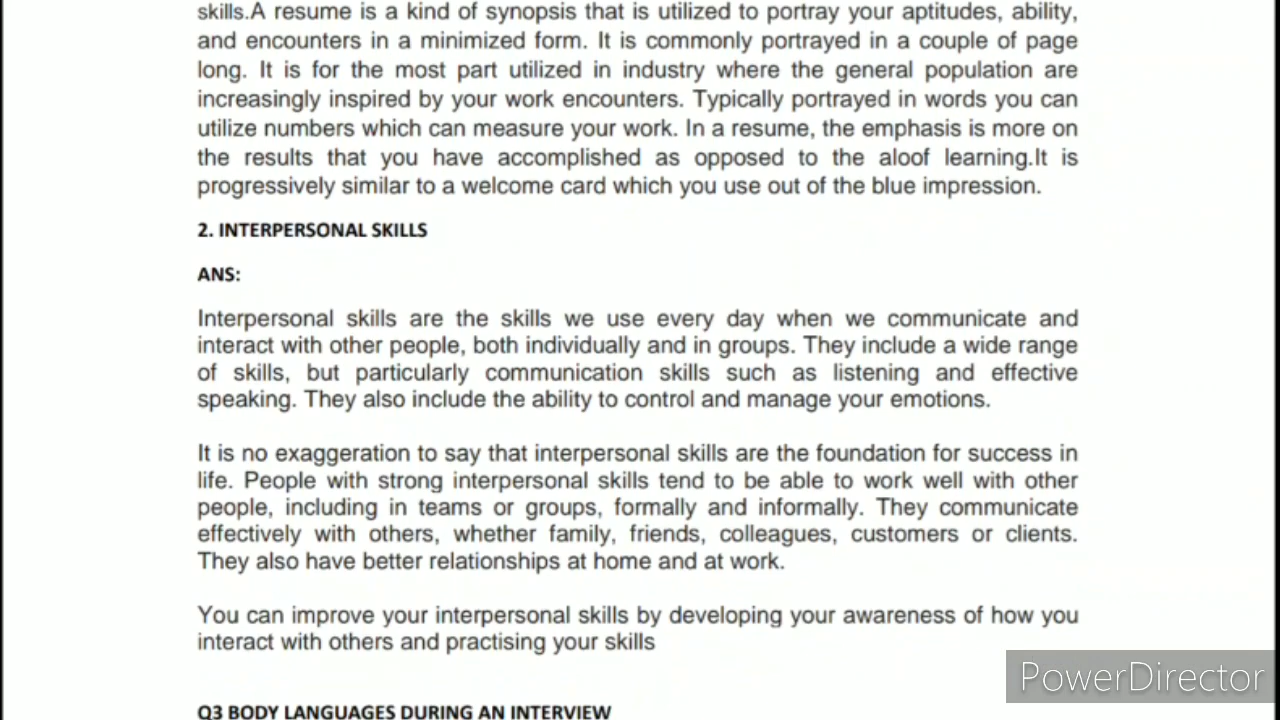 skills.A resume is a kind of synopsis that is utilized to portray your aptitudes, ability,
and encounters in a minimized form. It is commonly portrayed in a couple of page
long. It is for the most part utilized in industry where the general population are
increasingly inspired by your work encounters. Typically portrayed in words you can
utilize numbers which can measure your work. In a resume, the emphasis is more on
the results that you have accomplished as opposed to the aloof learning.It is
progressively similar to a welcome card which you use out of the blue impression.
2. INTERPERSONAL SKILLS
ANS:
Interpersonal skills are the skills we use every day when we communicate and
interact with other people, both individually and in groups. They include a wide range
of skills, but particularly communication skills such as listening and effective
speaking. They also include the ability to control and manage your emotions.
It is no exaggeration to say that interpersonal skills are the foundation for success in
life. People with strong interpersonal skills tend to be able to work well with other
people, including in teams or groups, formally and informally. They communicate
effectively with others, whether family, friends, colleagues, customers or clients.
They also have better relationships at home and at work.
You can improve your interpersonal skills by developing your awareness of how you
interact with others and practising your skills
PowerDirector
Q3 BODY LANGUAGES DURING AN INTERVIEW